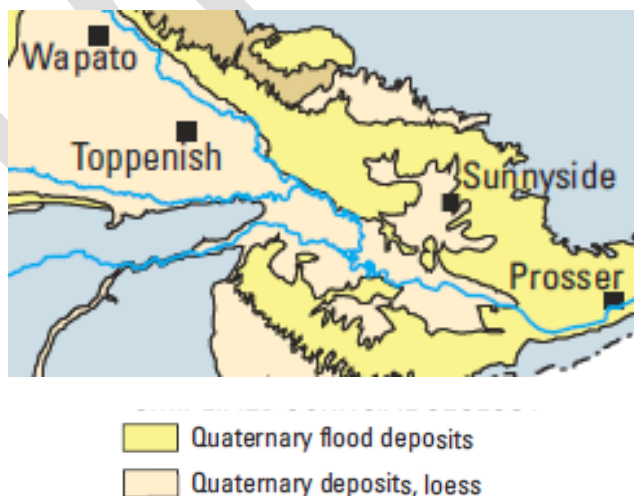 Wapato
Toppenish
Sunnyside
Prosser
Quaternary flood deposits
Quaternary deposits, loess